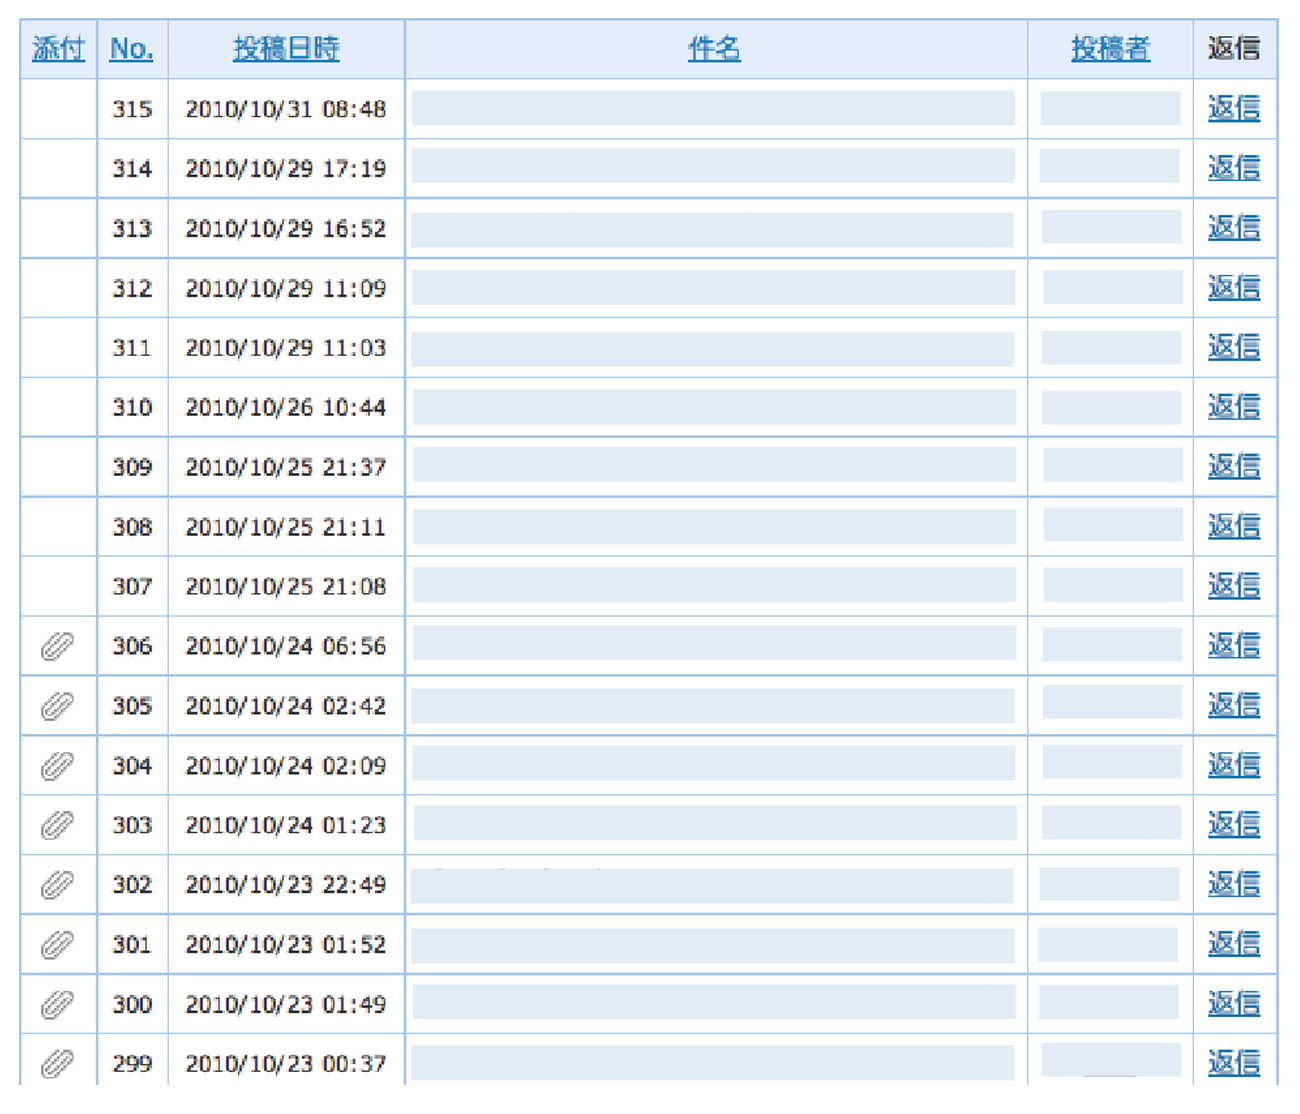 添付 No. 投稿日時 件名 投稿者 返信
315 2010/10/31 08:48 返信
314 2010/10/29 17:19 返信
313 2010/10/29 16:52 返信
312 2010/10/29 11:09 返信
311 2010/10/29 11:03 返信
310 2010/10/26 10:44 返信
309 2010/10/25 21:37 返信
308 2010/10/25 21:11 返信
307 2010/10/25 21:08 返信
306 2010/10/24 06:56 返信
305 2010/10/24 02:42 返信
304 2010/10/24 02:09 返信
303 2010/10/24 01:23 返信
302 2010/10/23 22:49 返信
301 2010/10/23 01:52 返信
300 2010/10/23 01:49 返信
299 2010/10/23 00:37 返信